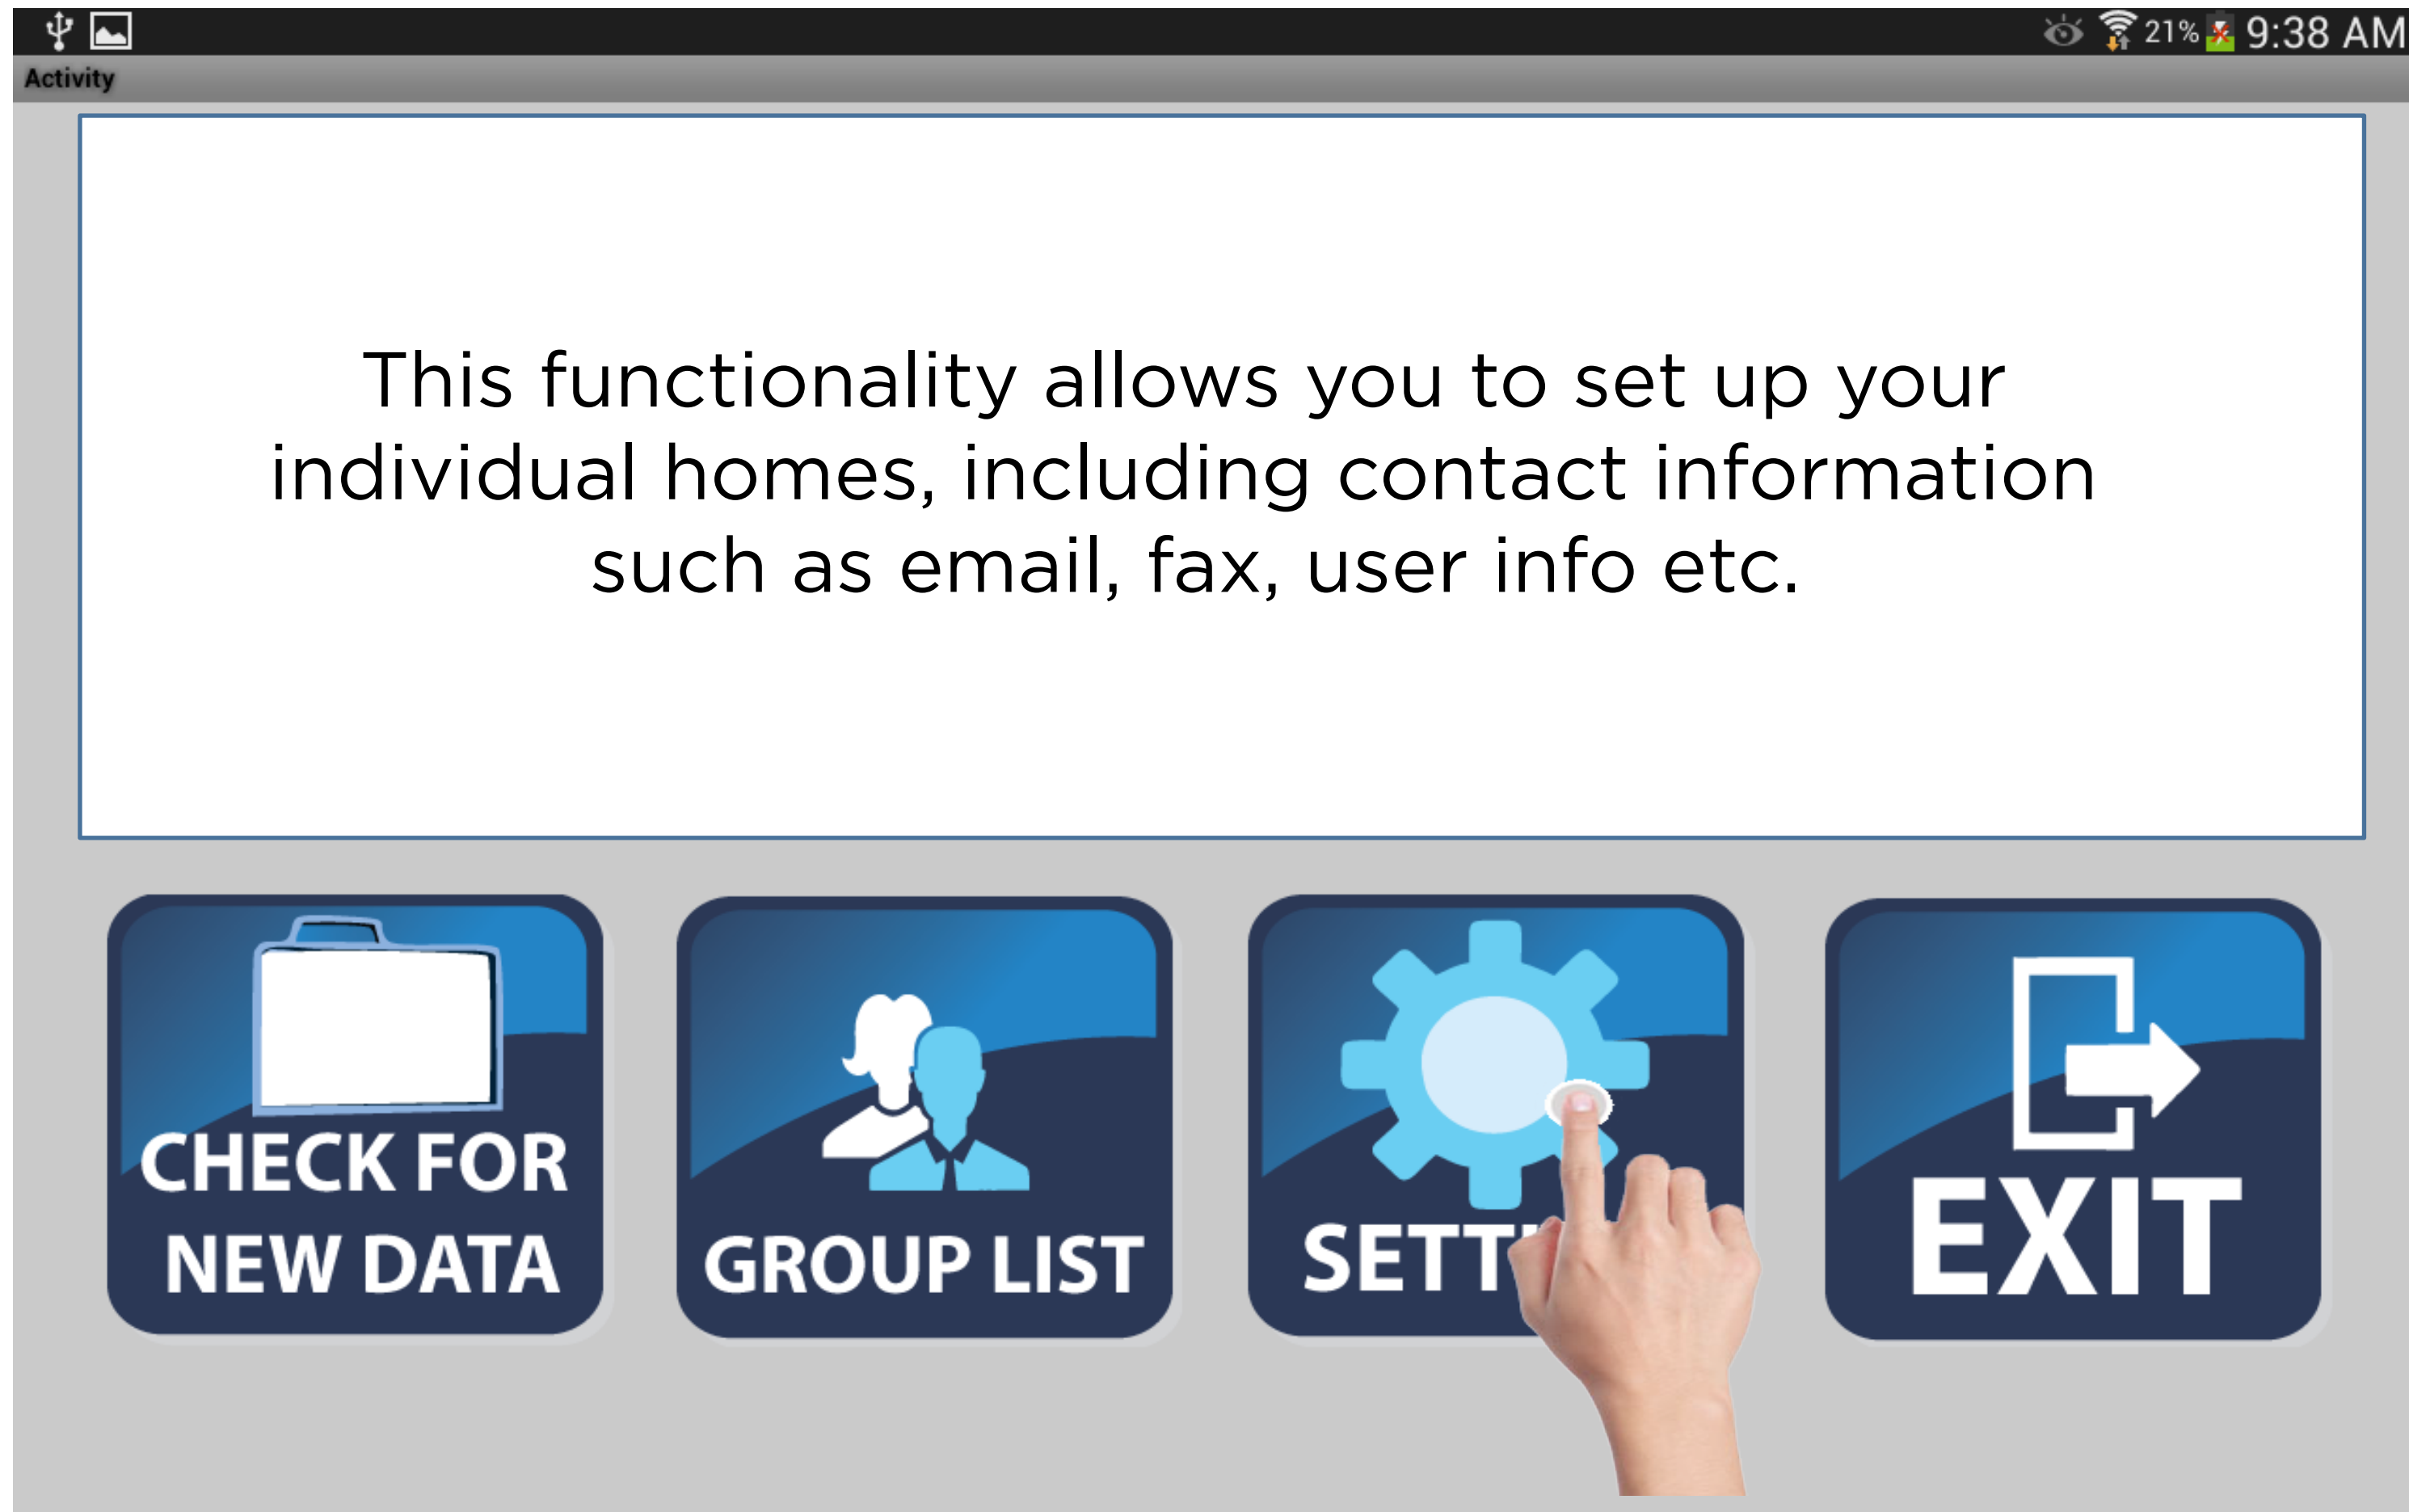 21% 9:38 AM
Activity
This functionality allows you to set up your
individual homes, including contact information
such as email, fax, user info etc.
CHECK FOR
NEW DATA
GROUP LIST
EXIT